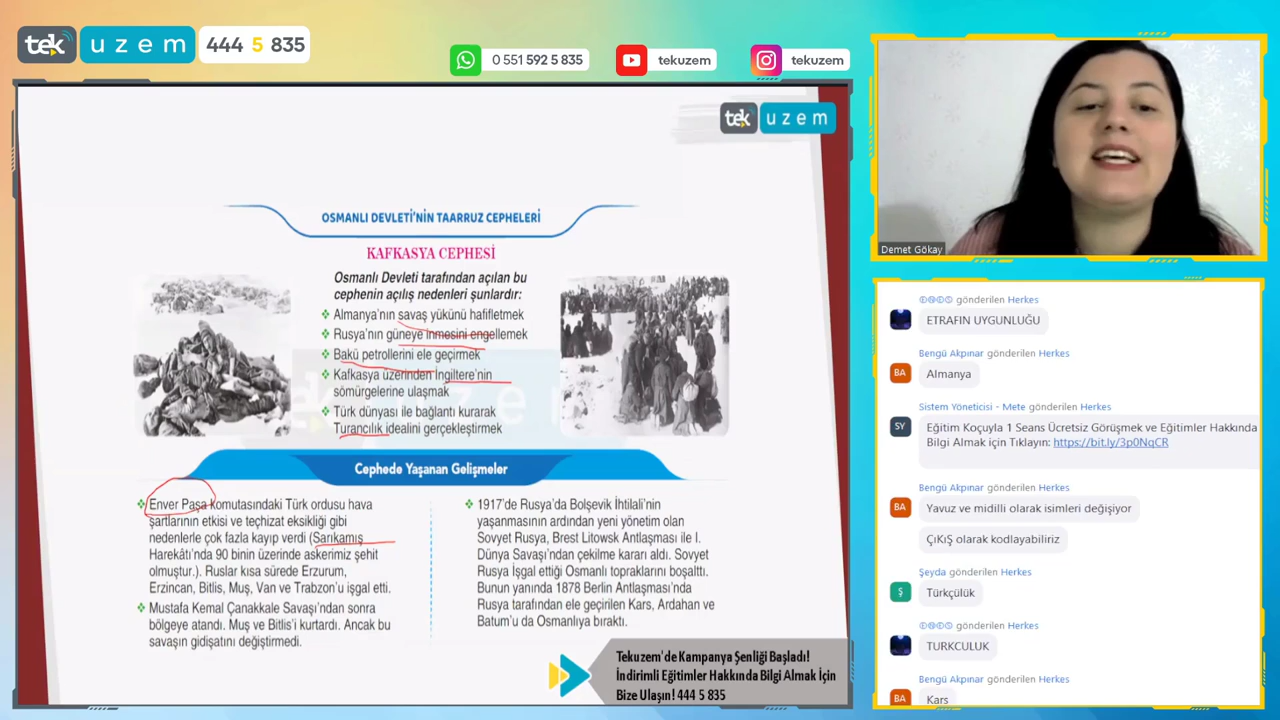 tek uzem 444 5 835
0 551 592 5 835
tekuzem
tekuzem
tek uzem
OSMANLI DEVLETİ'NİN TAARRUZ CEPHELERİ
KAFKASYA CEPHESİ
Osmanlı Devleti tarafından açılan bu
cephenin açılış nedenleri şunlardır:
Almanya'nın savaş yükünü hafifletmek
Rusya'nın güneye inmesini engellemek
Bakü petrollerini ele geçirmek
Kafkasya üzerinden İngiltere'nin
sömürgelerine ulaşmak
Türk dünyası ile bağlantı kurarak
Turancılık idealini gerçekleştirmek
Cephede Yaşanan Gelişmeler
Enver Paşa komutasındaki Türk ordusu hava
şartlarının etkisi ve teçhizat eksikliği gibi
nedenlerle çok fazla kayıp verdi (Sarıkamış
Harekâtı'nda 90 binin üzerinde askerimiz şehit
olmuştur.). Ruslar kısa sürede Erzurum,
Erzincan, Bitlis, Muş, Van ve Trabzon'u işgal etti.
Mustafa Kemal Çanakkale Savaşı'ndan sonra
bölgeye atandı. Muş ve Bitlis'i kurtardı. Ancak bu
savaşın gidişatını değiştirmedi.
1917'de Rusya'da Bolşevik İhtilali'nin
yaşanmasının ardından yeni yönetim olan
Sovyet Rusya, Brest Litowsk Antlaşması ile I.
Dünya Savaşı'ndan çekilme kararı aldı. Sovyet
Rusya İşgal ettiği Osmanlı topraklarını boşalttı.
Bunun yanında 1878 Berlin Antlaşması'nda
Rusya tarafından ele geçirilen Kars, Ardahan ve
Batum'u da Osmanlıya bıraktı.
Tekuzem'de Kampanya Şenliği Başladı!
İndirimli Eğitimler Hakkında Bilgi Almak İçin
Bize Ulaşın! 444 5 835
Demet Gökay
ⒺⓃⒺⓈ gönderilen Herkes
ETRAFIN UYGUNLUĞU
Bengü Akpınar gönderilen Herkes
BA Almanya
Sistem Yöneticisi - Mete gönderilen Herkes
SY Eğitim Koçuyla 1 Seans Ücretsiz Görüşmek ve Eğitimler Hakkında
Bilgi Almak için Tıklayın: https://bit.ly/3p0NqCR
Bengü Akpınar gönderilen Herkes
BA Yavuz ve midilli olarak isimleri değişiyor
ÇıKıŞ olarak kodlayabiliriz
Şeyda gönderilen Herkes
Ş Türkçülük
ⒺⓃⒺⓈ gönderilen Herkes
TURKCULUK
Bengü Akpınar gönderilen Herkes
BA Kars